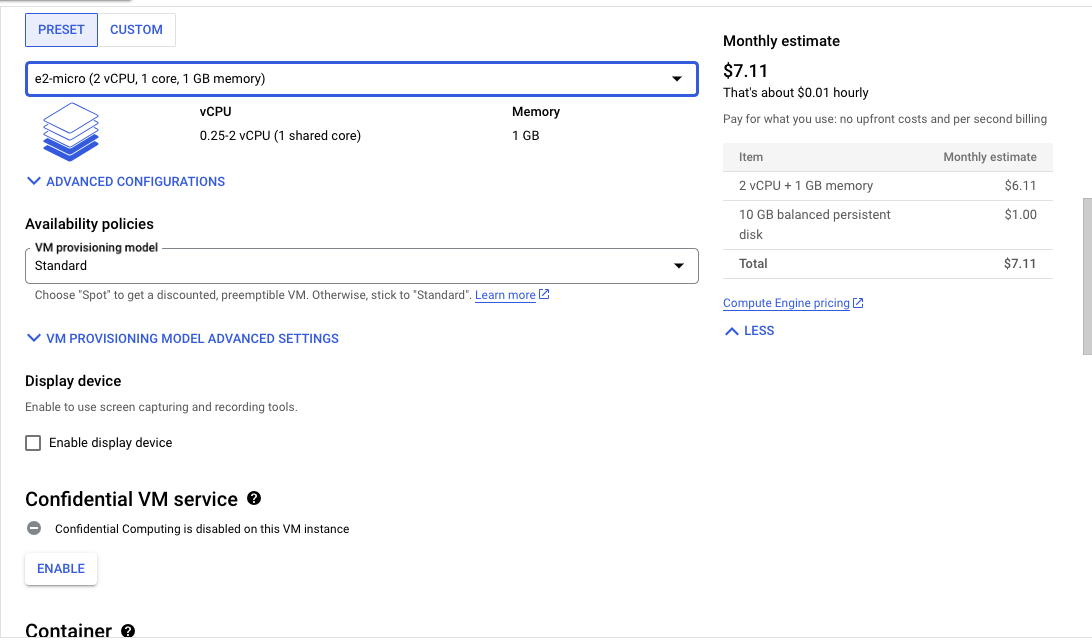 PRESET
CUSTOM
e2-micro (2 vCPU, 1 core, 1 GB memory)
vCPU
Memory
0.25-2 vCPU (1 shared core)
1 GB
ADVANCED CONFIGURATIONS
Availability policies
VM provisioning model
Standard
Choose "Spot" to get a discounted, preemptible VM. Otherwise, stick to "Standard". Learn more
VM PROVISIONING MODEL ADVANCED SETTINGS
Display device
Enable to use screen capturing and recording tools.
Enable display device
Confidential VM service
Confidential Computing is disabled on this VM instance
ENABLE
Container
Monthly estimate
$7.11
That's about $0.01 hourly
Pay for what you use: no upfront costs and per second billing
Item Monthly estimate
2 vCPU + 1 GB memory $6.11
10 GB balanced persistent $1.00
disk
Total $7.11
Compute Engine pricing
LESS